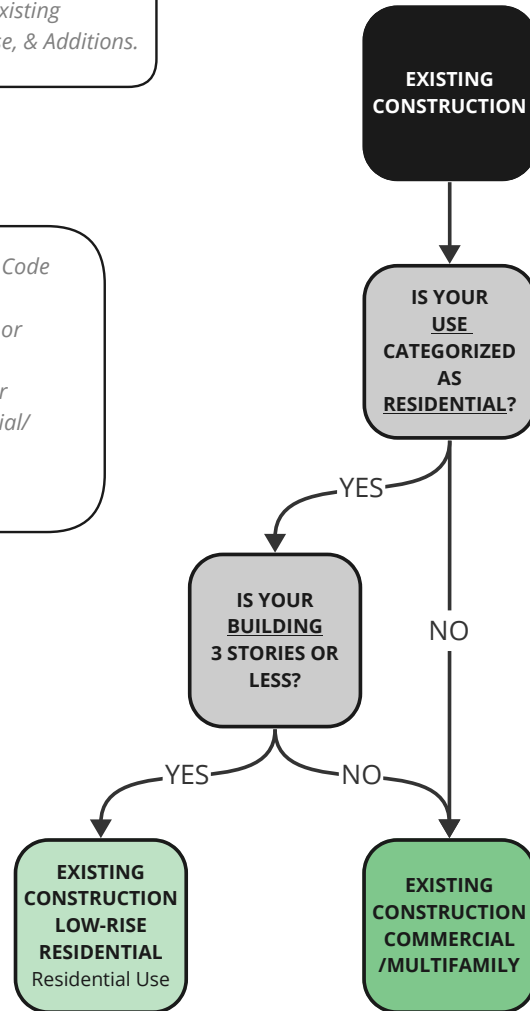 xisting
e, & Additions.
EXISTING
CONSTRUCTION
Code
or
r
ial/
IS YOUR
USE
CATEGORIZED
AS
RESIDENTIAL?
YES
NO
IS YOUR
BUILDING
3 STORIES OR
LESS?
YES
NO
EXISTING
CONSTRUCTION
LOW-RISE
RESIDENTIAL
Residential Use
EXISTING
CONSTRUCTION
COMMERCIAL
/MULTIFAMILY